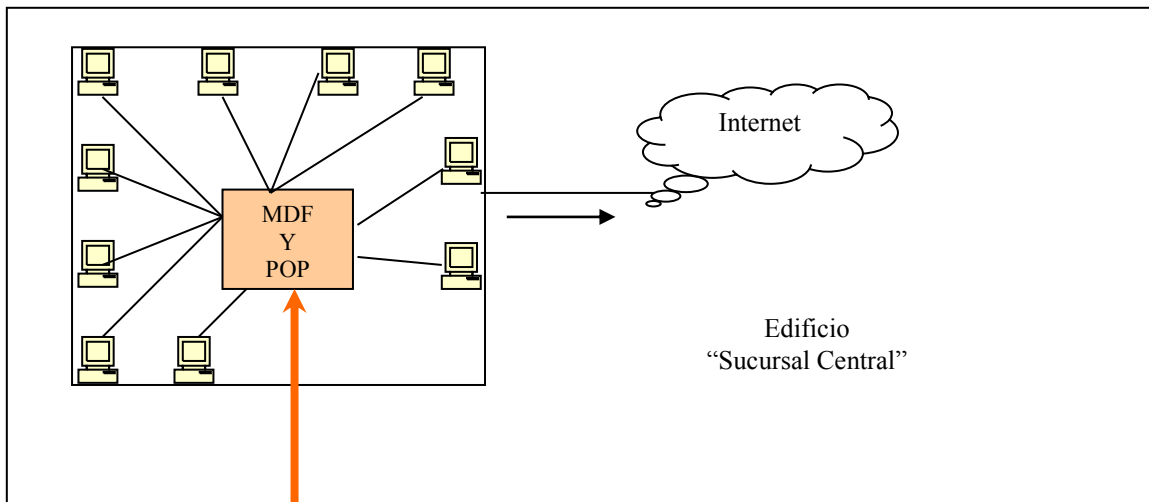 MDF
Y
POP
Internet
Edificio
“Sucursal Central”